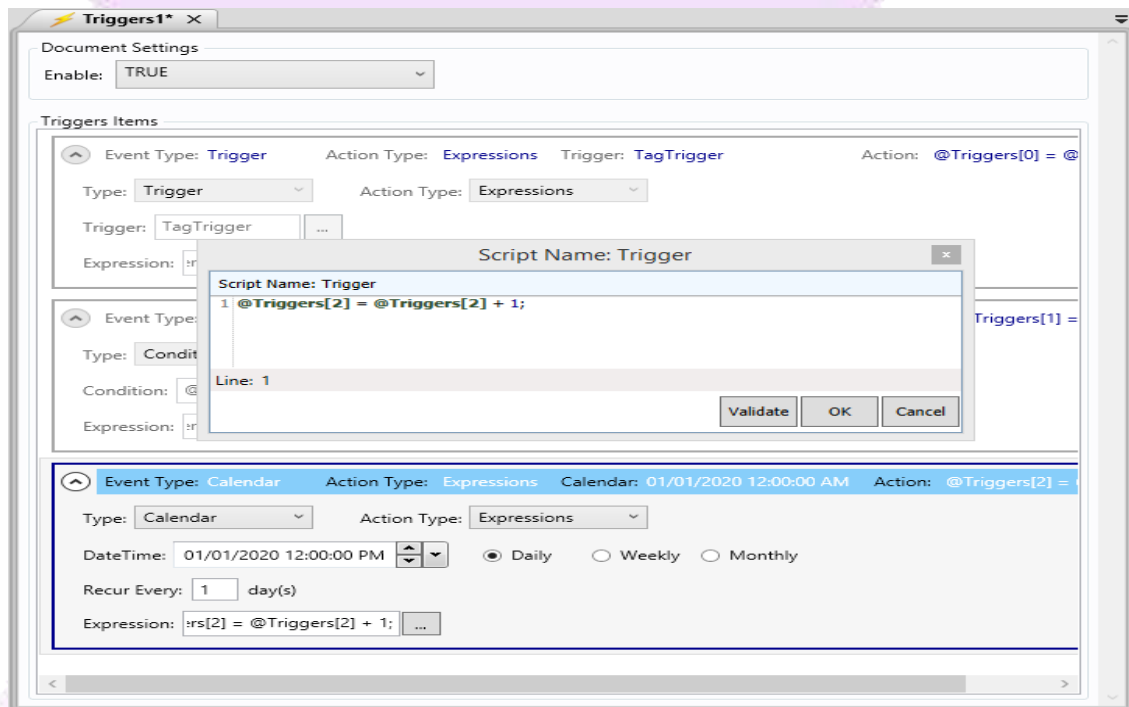 Triggers1*
Document Settings
Enable: TRUE
Triggers Items
Event Type: Trigger Action Type: Expressions Trigger: TagTrigger Action: @Triggers[0] = @
Type: Trigger Action Type: Expressions
Trigger: TagTrigger ...
Script Name: Trigger
Expression:
Script Name: Trigger
1 @Triggers[2] = @Triggers[2] + 1;
Event Type: Triggers[1] =
Type: Condit
Line: 1
Condition: @
Validate OK Cancel
Expression:
Event Type: Calendar Action Type: Expressions Calendar: 01/01/2020 12:00:00 AM Action: @Triggers[2] =
Type: Calendar Action Type: Expressions
DateTime: 01/01/2020 12:00:00 PM Daily Weekly Monthly
Recur Every: 1 day(s)
Expression: ers[2] = @Triggers[2] + 1; ...